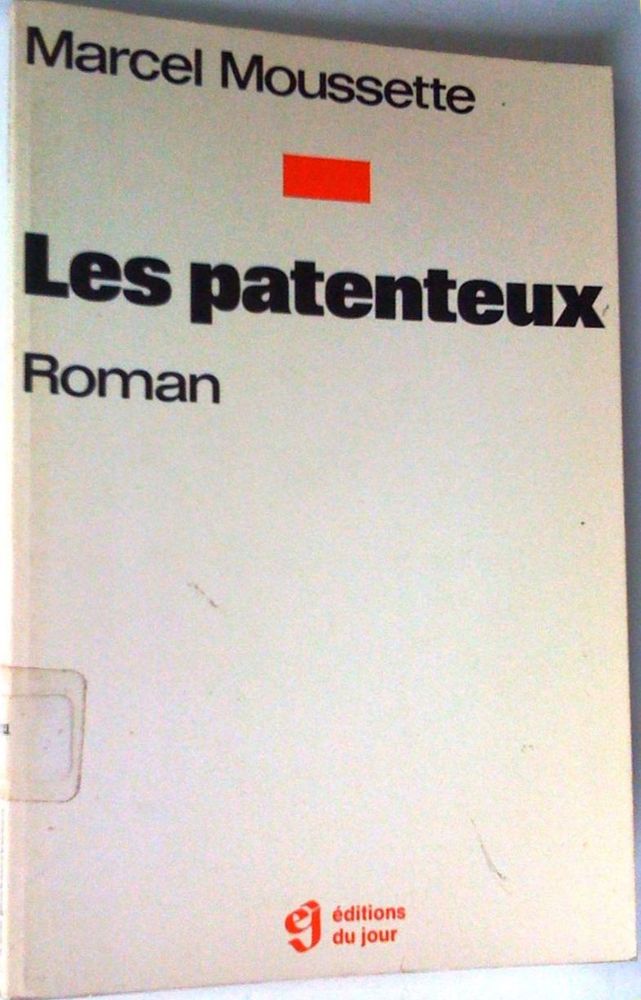 Marcel Moussette
Les patenteux
Roman
éditions
du jour